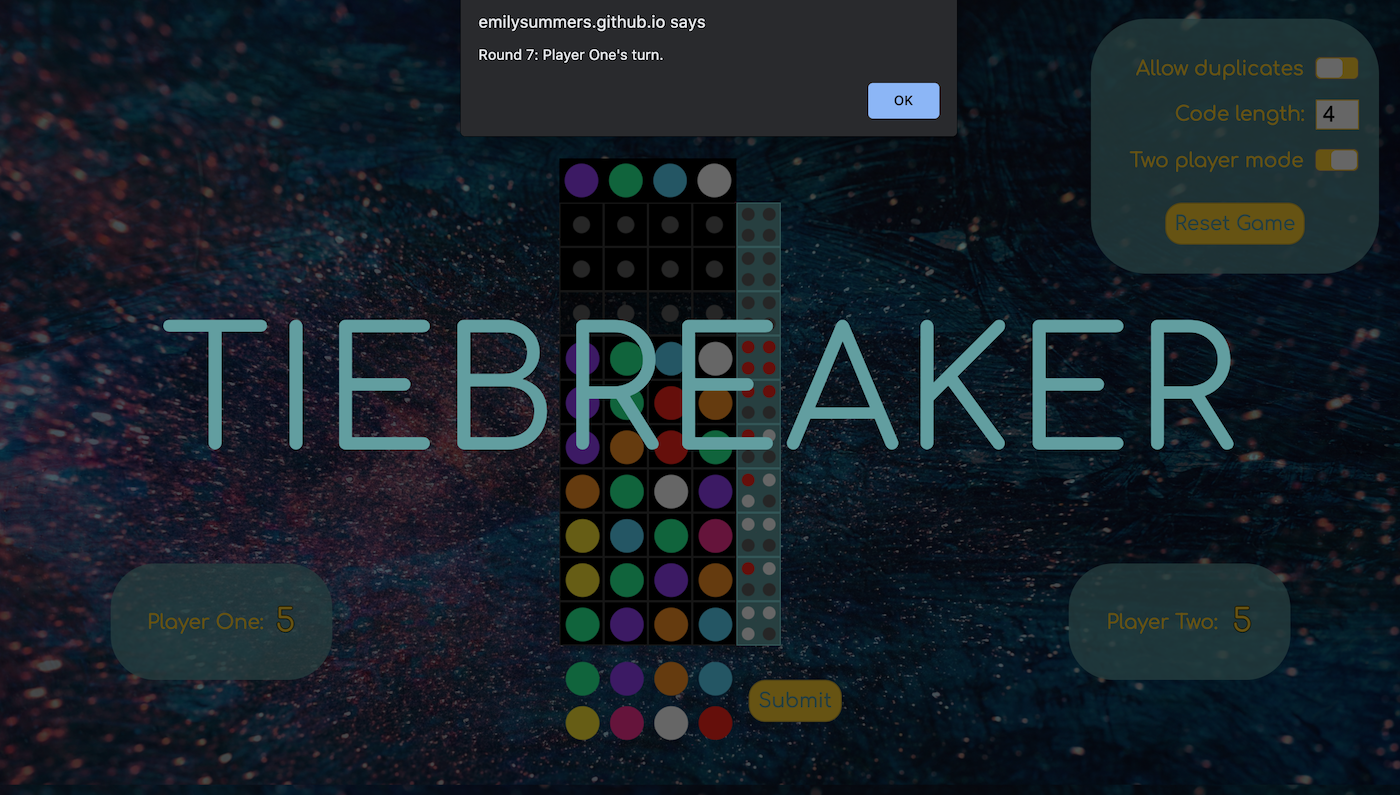 emilysummers.github.io says
Round 7: Player One's turn.
OK
Allow duplicates
Code length: 4
Two player mode
Reset Game
TIEBREAKER
Player One: 5
Player Two: 5
Submit